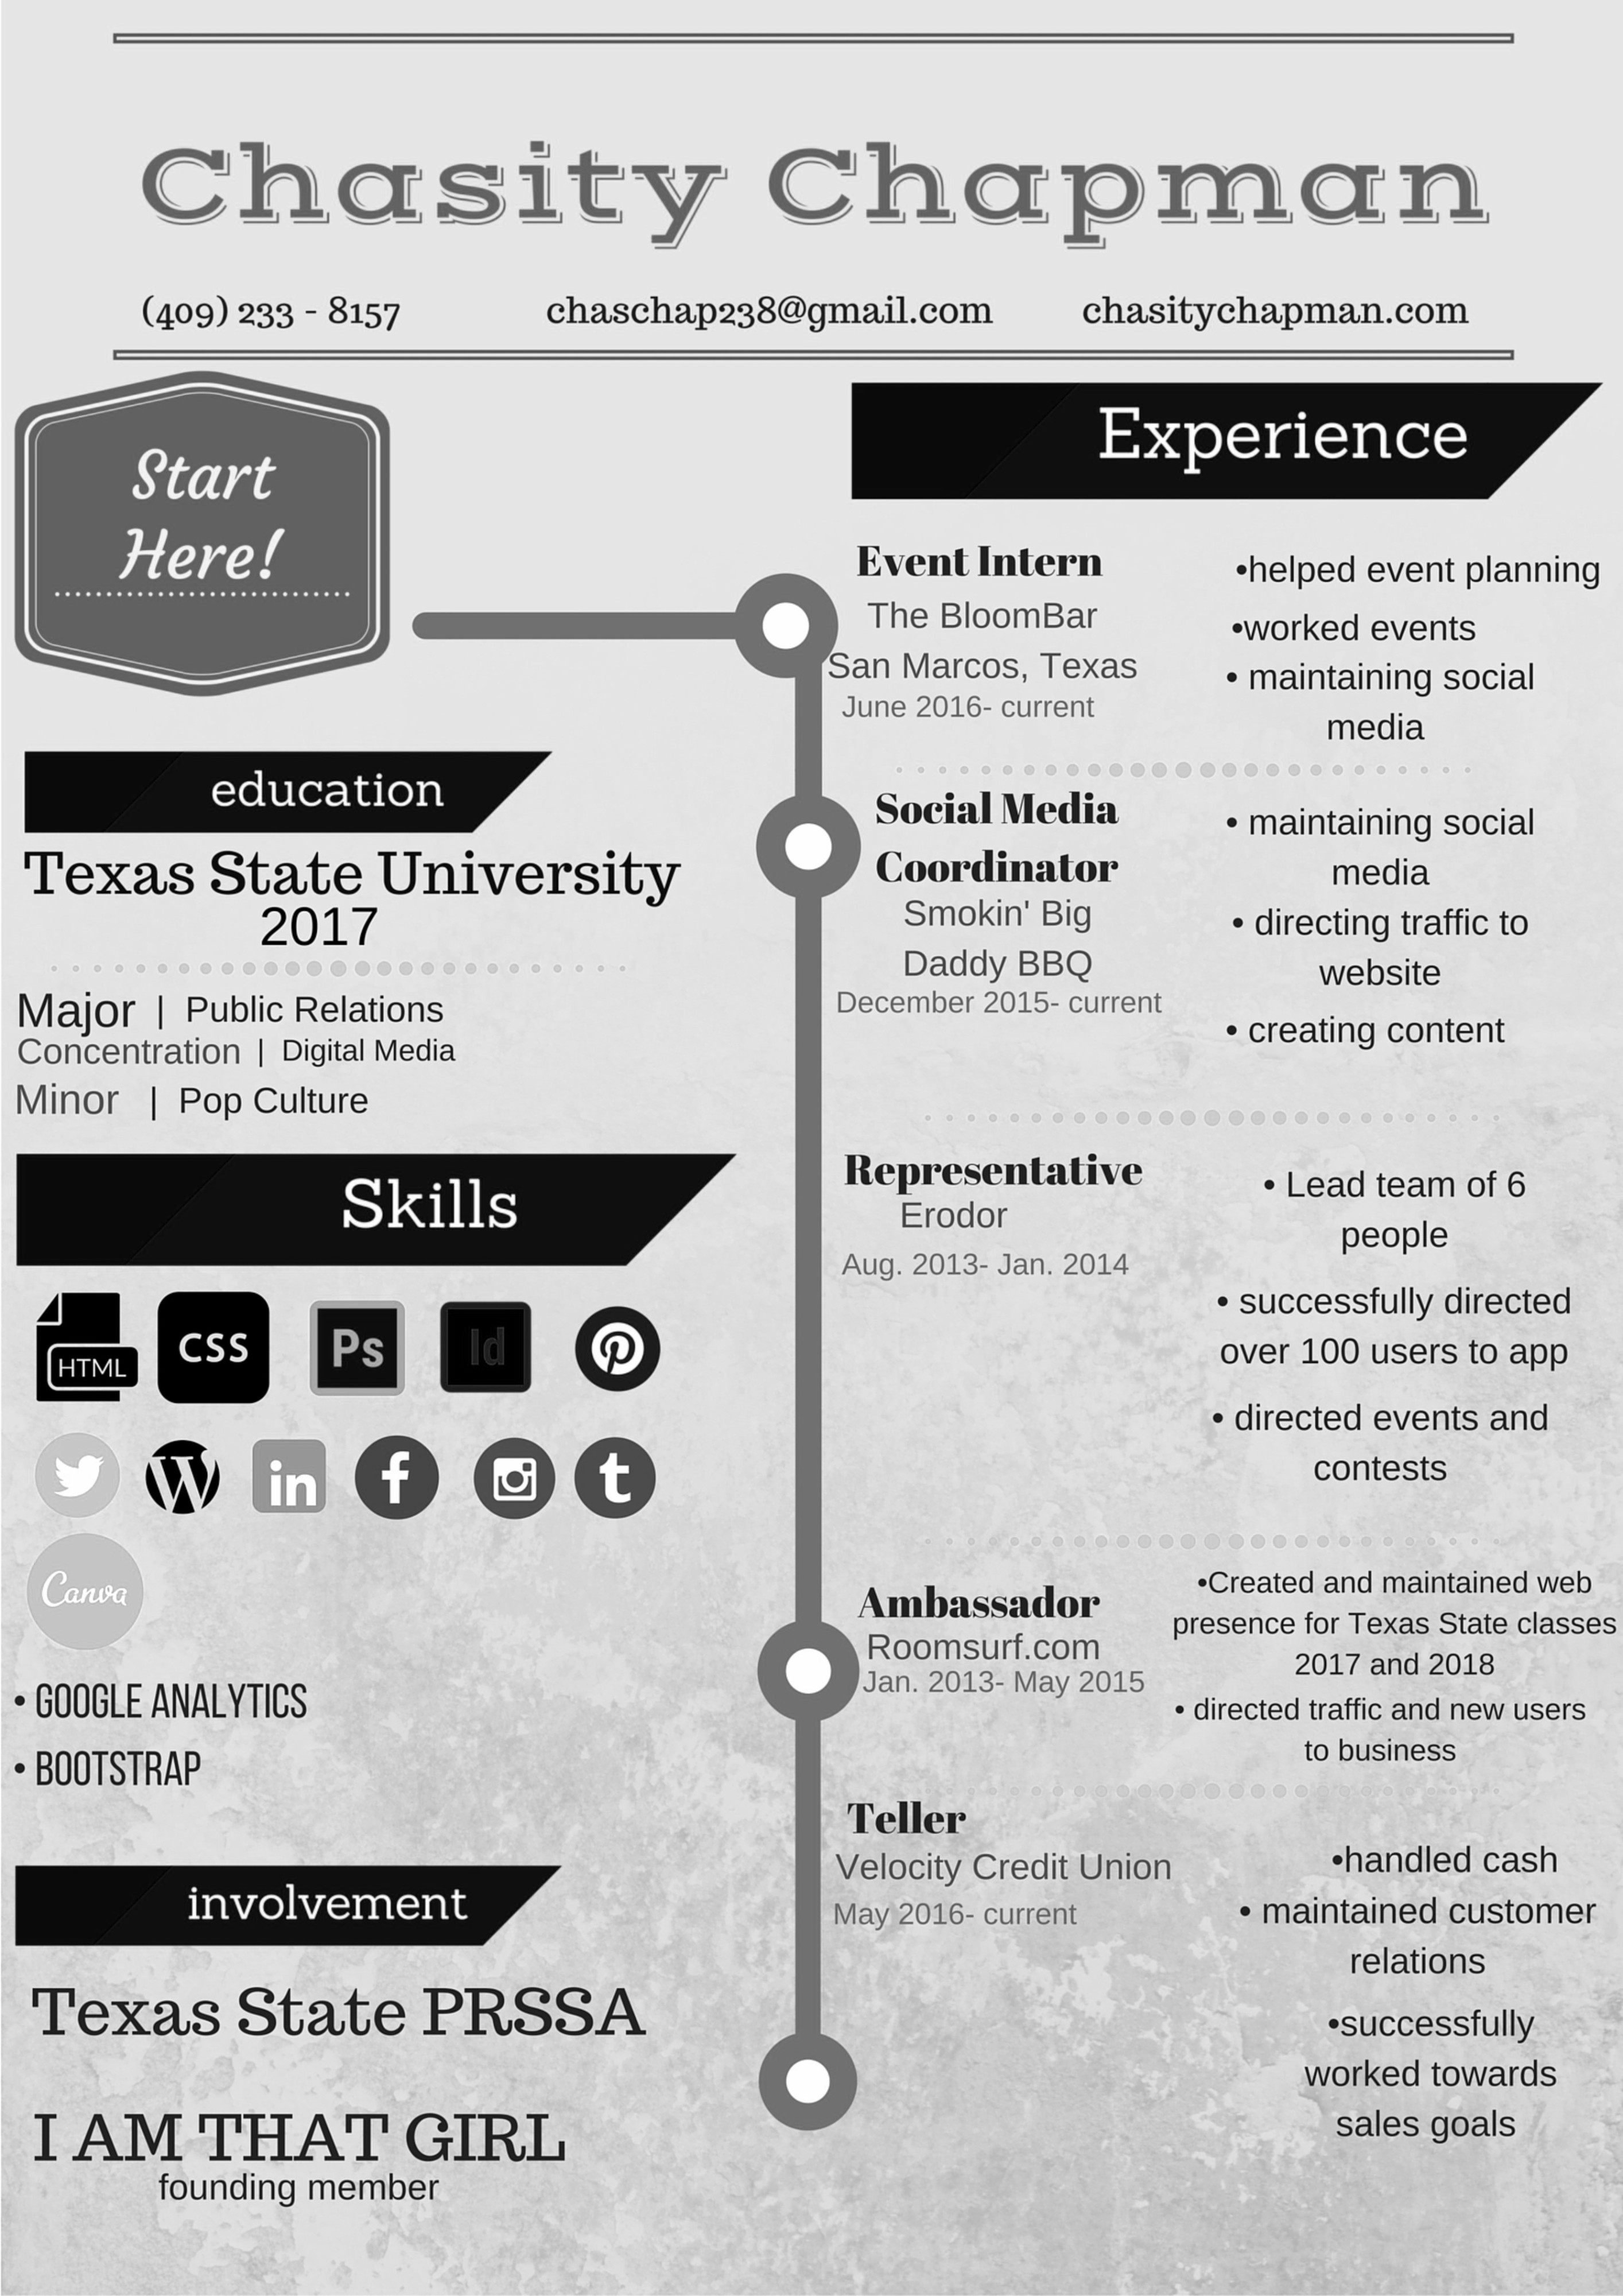 Chasity Chapman
(409) 233 - 8157 chaschap238@gmail.com chasitychapman.com
Start
Here!
education
Texas State University
2017
Major | Public Relations
Concentration | Digital Media
Minor | Pop Culture
Skills
HTML CSS Ps Id
in f t
Canva
• GOOGLE ANALYTICS
• BOOTSTRAP
involvement
Texas State PRSSA
I AM THAT GIRL
founding member
Experience
Event Intern
The BloomBar
San Marcos, Texas
June 2016- current
•helped event planning
•worked events
• maintaining social
media
Social Media
Coordinator
Smokin' Big
Daddy BBQ
December 2015- current
• maintaining social
media
• directing traffic to
website
• creating content
Representative
Erodor
Aug. 2013- Jan. 2014
• Lead team of 6
people
• successfully directed
over 100 users to app
• directed events and
contests
Ambassador
Roomsurf.com
Jan. 2013- May 2015
•Created and maintained web
presence for Texas State classes
2017 and 2018
• directed traffic and new users
to business
Teller
Velocity Credit Union
May 2016- current
•handled cash
• maintained customer
relations
•successfully
worked towards
sales goals